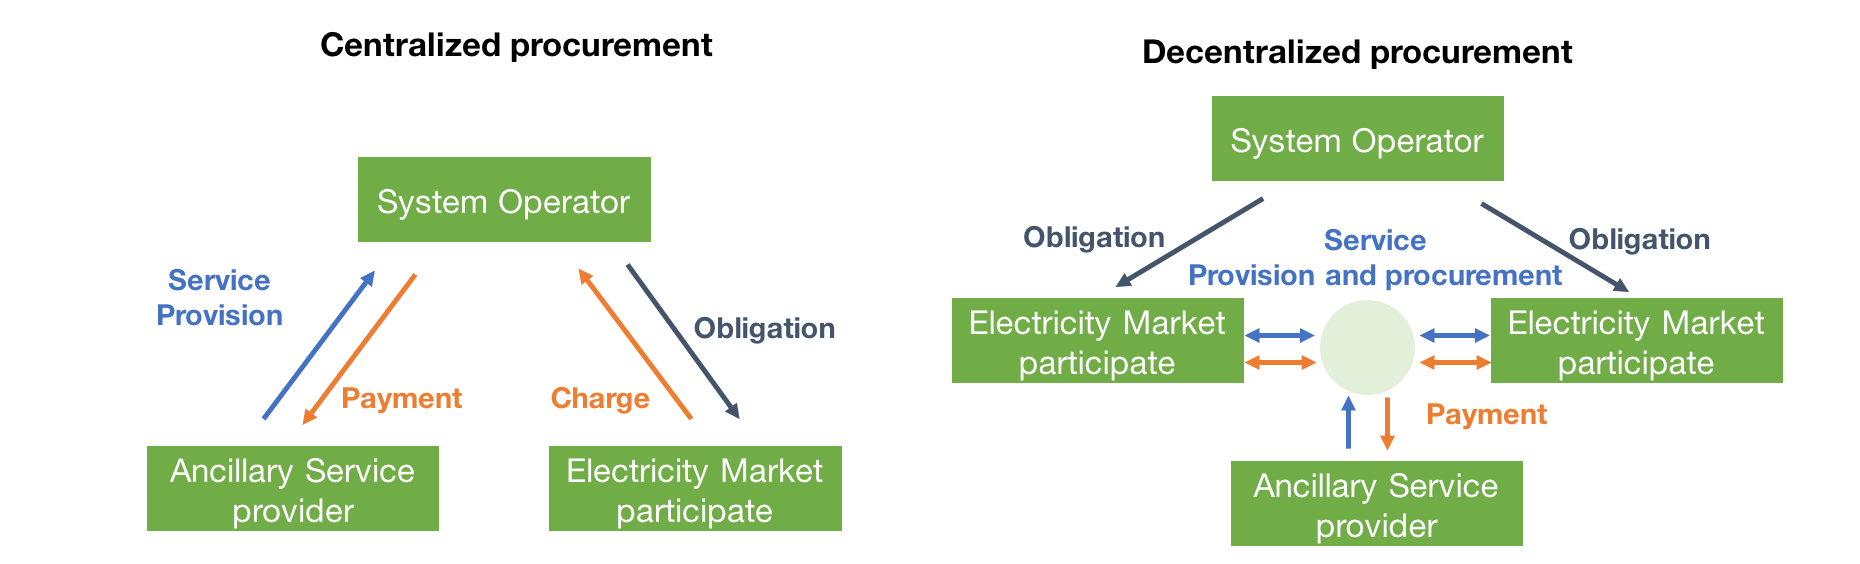 Centralized procurement
System Operator
Service
Provision
Payment
Charge
Obligation
Ancillary Service
provider
Electricity Market
participate
Decentralized procurement
System Operator
Obligation
Service
Provision and procurement
Obligation
Electricity Market
participate
Electricity Market
participate
Payment
Ancillary Service
provider